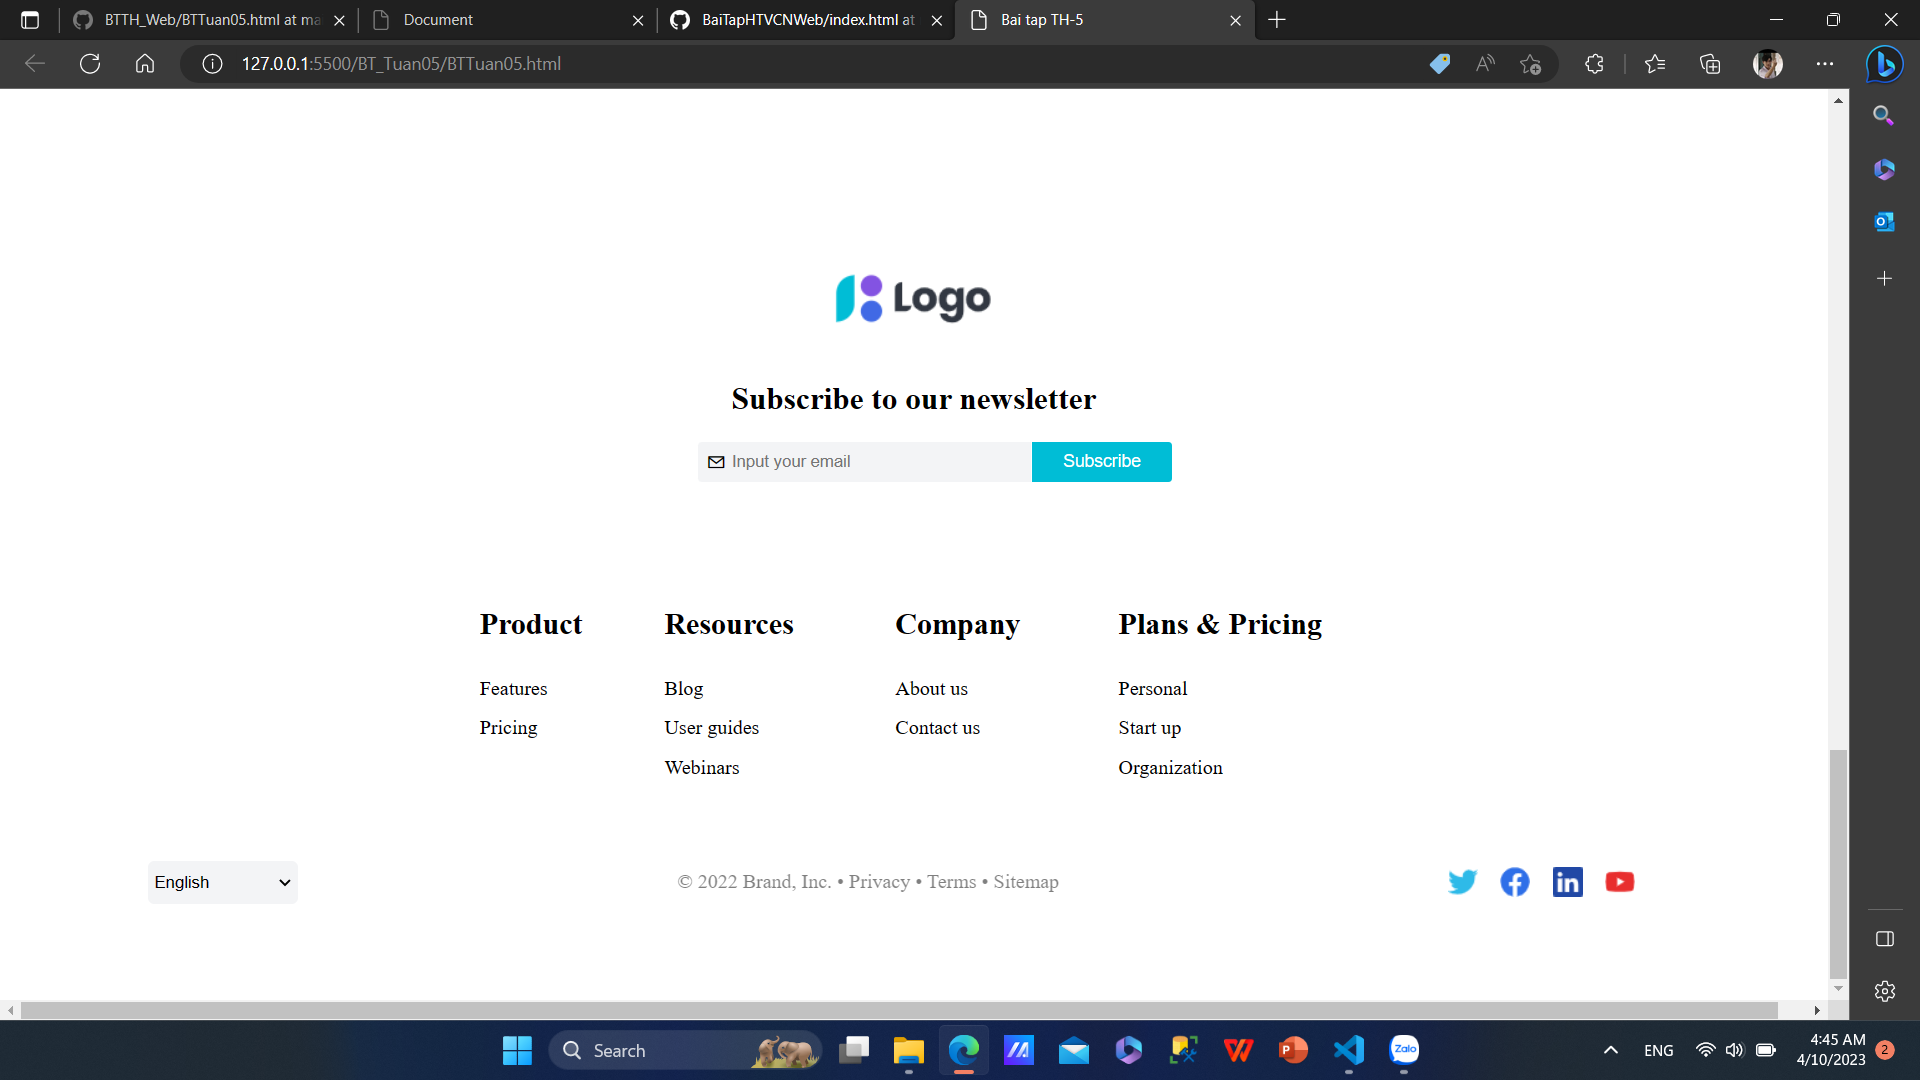 BTTH_Web/BTTuan05.html at ma
Document
BaiTapHTVCNWeb/index.html at
Bai tap TH-5
127.0.0.1:5500/BT_Tuan05/BTTuan05.html
Logo
Subscribe to our newsletter
Input your email
Subscribe
Product
Features
Pricing
Resources
Blog
User guides
Webinars
Company
About us
Contact us
Plans & Pricing
Personal
Start up
Organization
English
© 2022 Brand, Inc. • Privacy • Terms • Sitemap
Search
Zalo
ENG
4:45 AM
4/10/2023
2